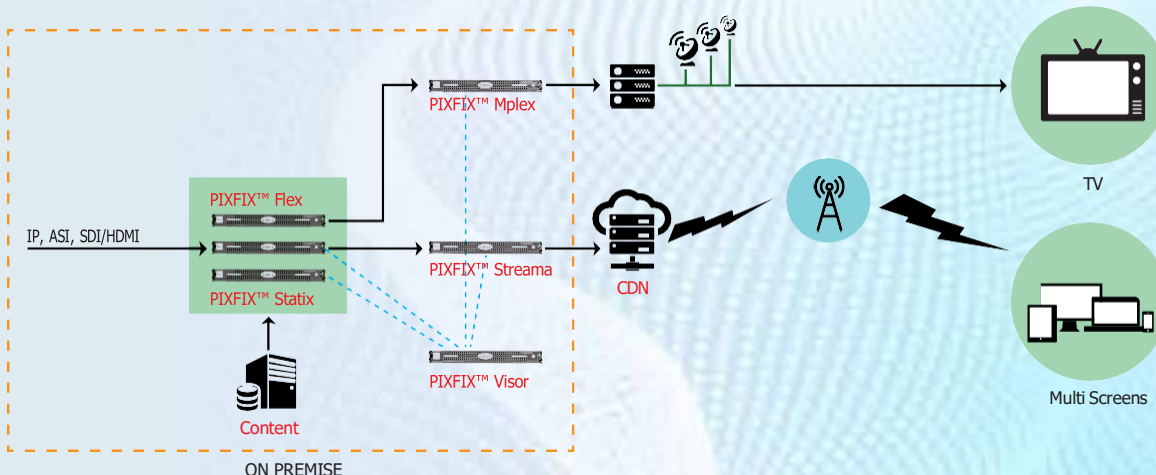 PIXFIX™ Mplex
TV
PIXFIX™ Flex
IP, ASI, SDI/HDMI
PIXFIX™ Streama
CDN
PIXFIX™ Statix
PIXFIX™ Visor
Multi Screens
Content
ON PREMISE